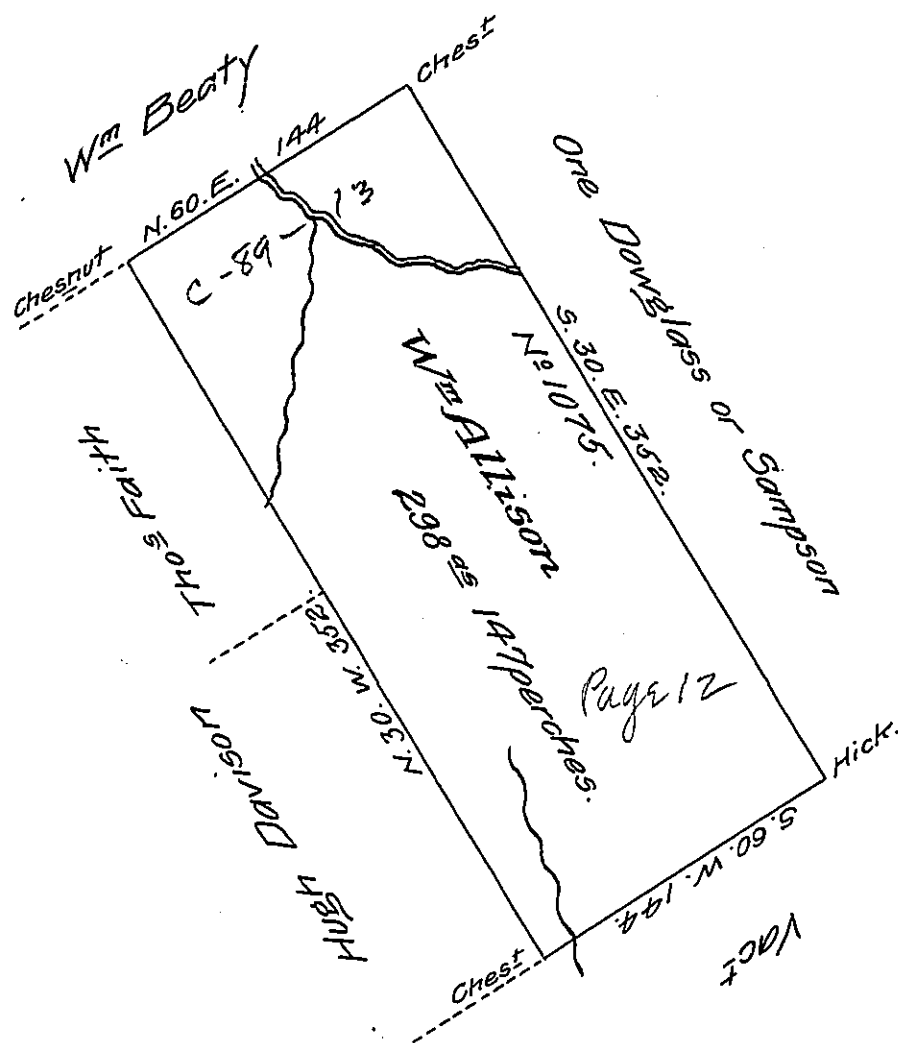 Wm Beaty
Chest
N.60.E. 144
Chesnut
C-89-13
One Dowglass or Sampson
S.30.E.352.
Wm Allison
No 1075.
298 as 147 perches.
Thos Faith
N.30.W.352
Page 12
Hugh Davison
Hick.
S.60.W.144.
Chest
Vact